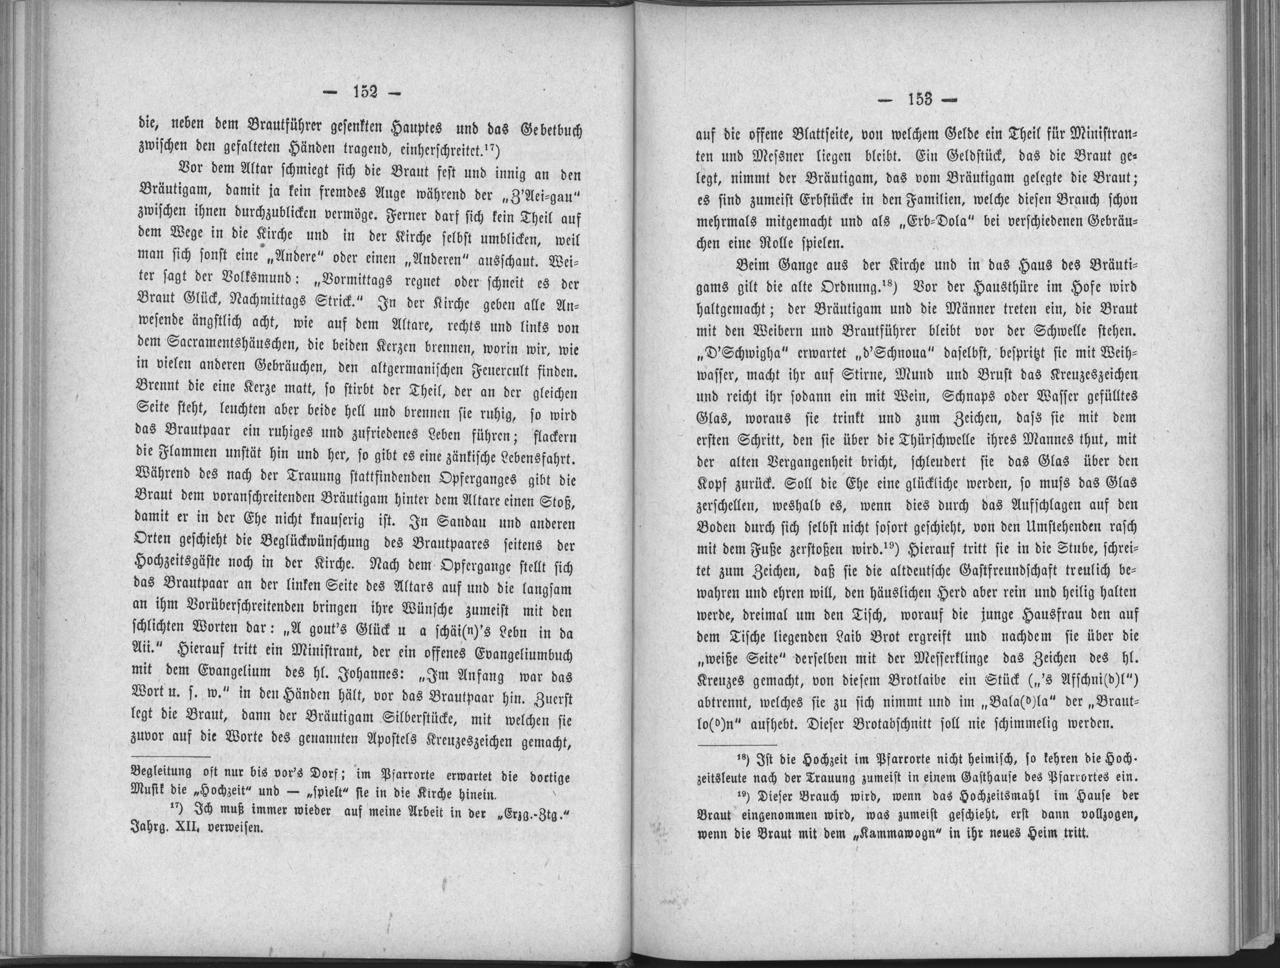 — 152 —
die, neben dem Brautführer gesenkten Hauptes und das Gebetbuch
zwischen den gefalteten Händen tragend, einherschreitet.¹⁷)
Vor dem Altar schmiegt sich die Braut fest und innig an den
Bräutigam, damit ja kein fremdes Auge während der „Z'Aei-gau“
zwischen ihnen durchzublicken vermöge. Ferner darf sich kein Theil auf
dem Wege in die Kirche und in der Kirche selbst umblicken, weil
man sich sonst eine „Andere“ oder einen „Anderen“ ausschaut. Wei-
ter sagt der Volksmund: „Vormittags regnet oder schneit es der
Braut Glück, Nachmittags Strick.“ In der Kirche geben alle An-
wesende ängstlich acht, wie auf dem Altare, rechts und links von
dem Sacramentshäuschen, die beiden Kerzen brennen, worin wir, wie
in vielen anderen Gebräuchen, den altgermanischen Feuercult finden.
Brennt die eine Kerze matt, so stirbt der Theil, der an der gleichen
Seite steht, leuchten aber beide hell und brennen sie ruhig, so wird
das Brautpaar ein ruhiges und zufriedenes Leben führen; flackern
die Flammen unstät hin und her, so gibt es eine zänkische Lebensfahrt.
Während des nach der Trauung stattfindenden Opferganges gibt die
Braut dem voranschreitenden Bräutigam hinter dem Altare einen Stoß,
damit er in der Ehe nicht knauserig ist. In Sandau und anderen
Orten geschieht die Beglückwünschung des Brautpaares seitens der
Hochzeitsgäste noch in der Kirche. Nach dem Opfergange stellt sich
das Brautpaar an der linken Seite des Altars auf und die langsam
an ihm Vorüberschreitenden bringen ihre Wünsche zumeist mit den
schlichten Worten dar: „A gout's Glück u a schäi(n)'s Lebn in da
Aii.“ Hierauf tritt ein Ministrant, der ein offenes Evangeliumbuch
mit dem Evangelium des hl. Johannes: „Im Anfang war das
Wort u. s. w.“ in den Händen hält, vor das Brautpaar hin. Zuerst
legt die Braut, dann der Bräutigam Silberstücke, mit welchen sie
zuvor auf die Worte des genannten Apostels Kreuzeszeichen gemacht,
Begleitung oft nur bis vor's Dorf; im Pfarrorte erwartet die dortige
Musik die „Hochzeit“ und — „spielt“ sie in die Kirche hinein.
¹⁷) Ich muß immer wieder auf meine Arbeit in der „Erzg.-Ztg.“
Jahrg. XII, verweisen.
— 153 —
auf die offene Blattseite, von welchem Gelde ein Theil für Ministran-
ten und Messner liegen bleibt. Ein Geldstück, das die Braut ge-
legt, nimmt der Bräutigam, das vom Bräutigam gelegte die Braut;
es sind zumeist Erbstücke in den Familien, welche diesen Brauch schon
mehrmals mitgemacht und als „Erb-Dola“ bei verschiedenen Gebräu-
chen eine Rolle spielen.
Beim Gange aus der Kirche und in das Haus des Bräuti-
gams gilt die alte Ordnung.¹⁸) Vor der Hausthüre im Hofe wird
haltgemacht; der Bräutigam und die Männer treten ein, die Braut
mit den Weibern und Brautführer bleibt vor der Schwelle stehen.
„D'Schwigha“ erwartet „d'Schnoua“ daselbst, bespritzt sie mit Weih-
wasser, macht ihr auf Stirne, Mund und Brust das Kreuzeszeichen
und reicht ihr sodann ein mit Wein, Schnaps oder Wasser gefülltes
Glas, woraus sie trinkt und zum Zeichen, dass sie mit dem
ersten Schritt, den sie über die Thürschwelle ihres Mannes thut, mit
der alten Vergangenheit bricht, schleudert sie das Glas über den
Kopf zurück. Soll die Ehe eine glückliche werden, so muss das Glas
zerschellen, weshalb es, wenn dies durch das Aufschlagen auf den
Boden durch sich selbst nicht sofort geschieht, von den Umstehenden rasch
mit dem Fuße zerstoßen wird.¹⁹) Hierauf tritt sie in die Stube, schrei-
tet zum Zeichen, daß sie die altdeutsche Gastfreundschaft treulich be-
wahren und ehren will, den häuslichen Herd aber rein und heilig halten
werde, dreimal um den Tisch, worauf die junge Hausfrau den auf
dem Tische liegenden Laib Brot ergreift und nachdem sie über die
„weiße Seite“ derselben mit der Messerklinge das Zeichen des hl.
Kreuzes gemacht, von diesem Brotlaibe ein Stück („'s Afschni(d)l“)
abtrennt, welches sie zu sich nimmt und im „Bala(d)la“ der „Braut-
lo(d)n“ aufhebt. Dieser Brotabschnitt soll nie schimmelig werden.
¹⁸) Ist die Hochzeit im Pfarrorte nicht heimisch, so kehren die Hoch-
zeitsleute nach der Trauung zumeist in einem Gasthause des Pfarrortes ein.
¹⁹) Dieser Brauch wird, wenn das Hochzeitsmahl im Hause der
Braut eingenommen wird, was zumeist geschieht, erst dann vollzogen,
wenn die Braut mit dem „Kammawogn“ in ihr neues Heim tritt.